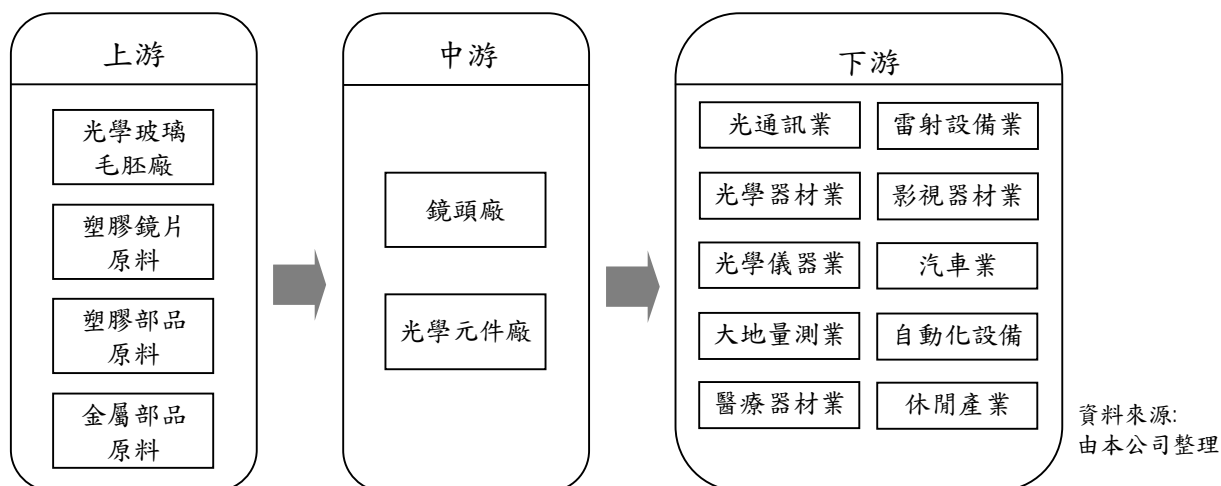 上游
光學玻璃
毛胚廠
塑膠鏡片
原料
塑膠部品
原料
金屬部品
原料
中游
鏡頭廠
光學元件廠
下游
光通訊業
雷射設備業
光學器材業
影視器材業
光學儀器業
汽車業
大地量測業
自動化設備
醫療器材業
休閒產業
資料來源:
由本公司整理